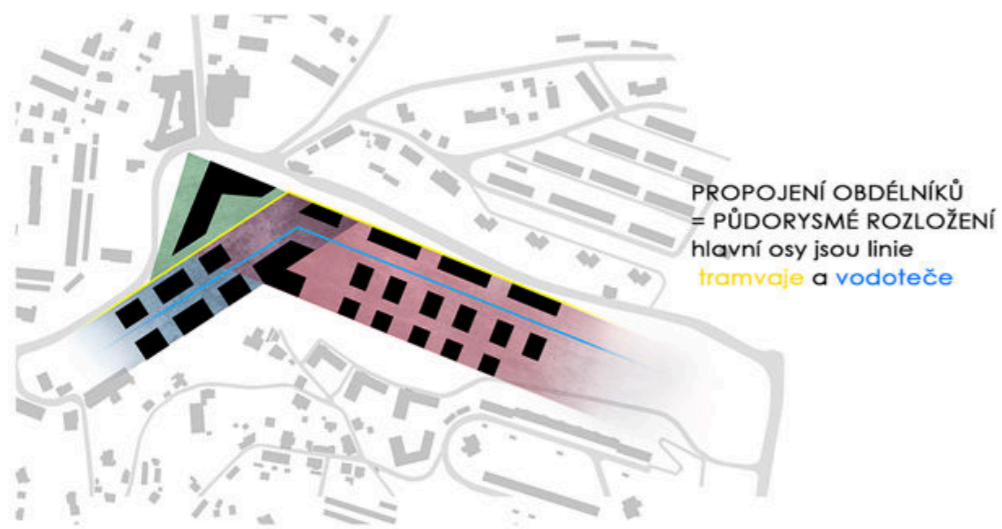 PROPOJENÍ OBDÉLNÍKŮ
= PŮDORYSMÉ ROZLOŽENÍ
hlavní osy jsou linie
tramvaje a vodoteče